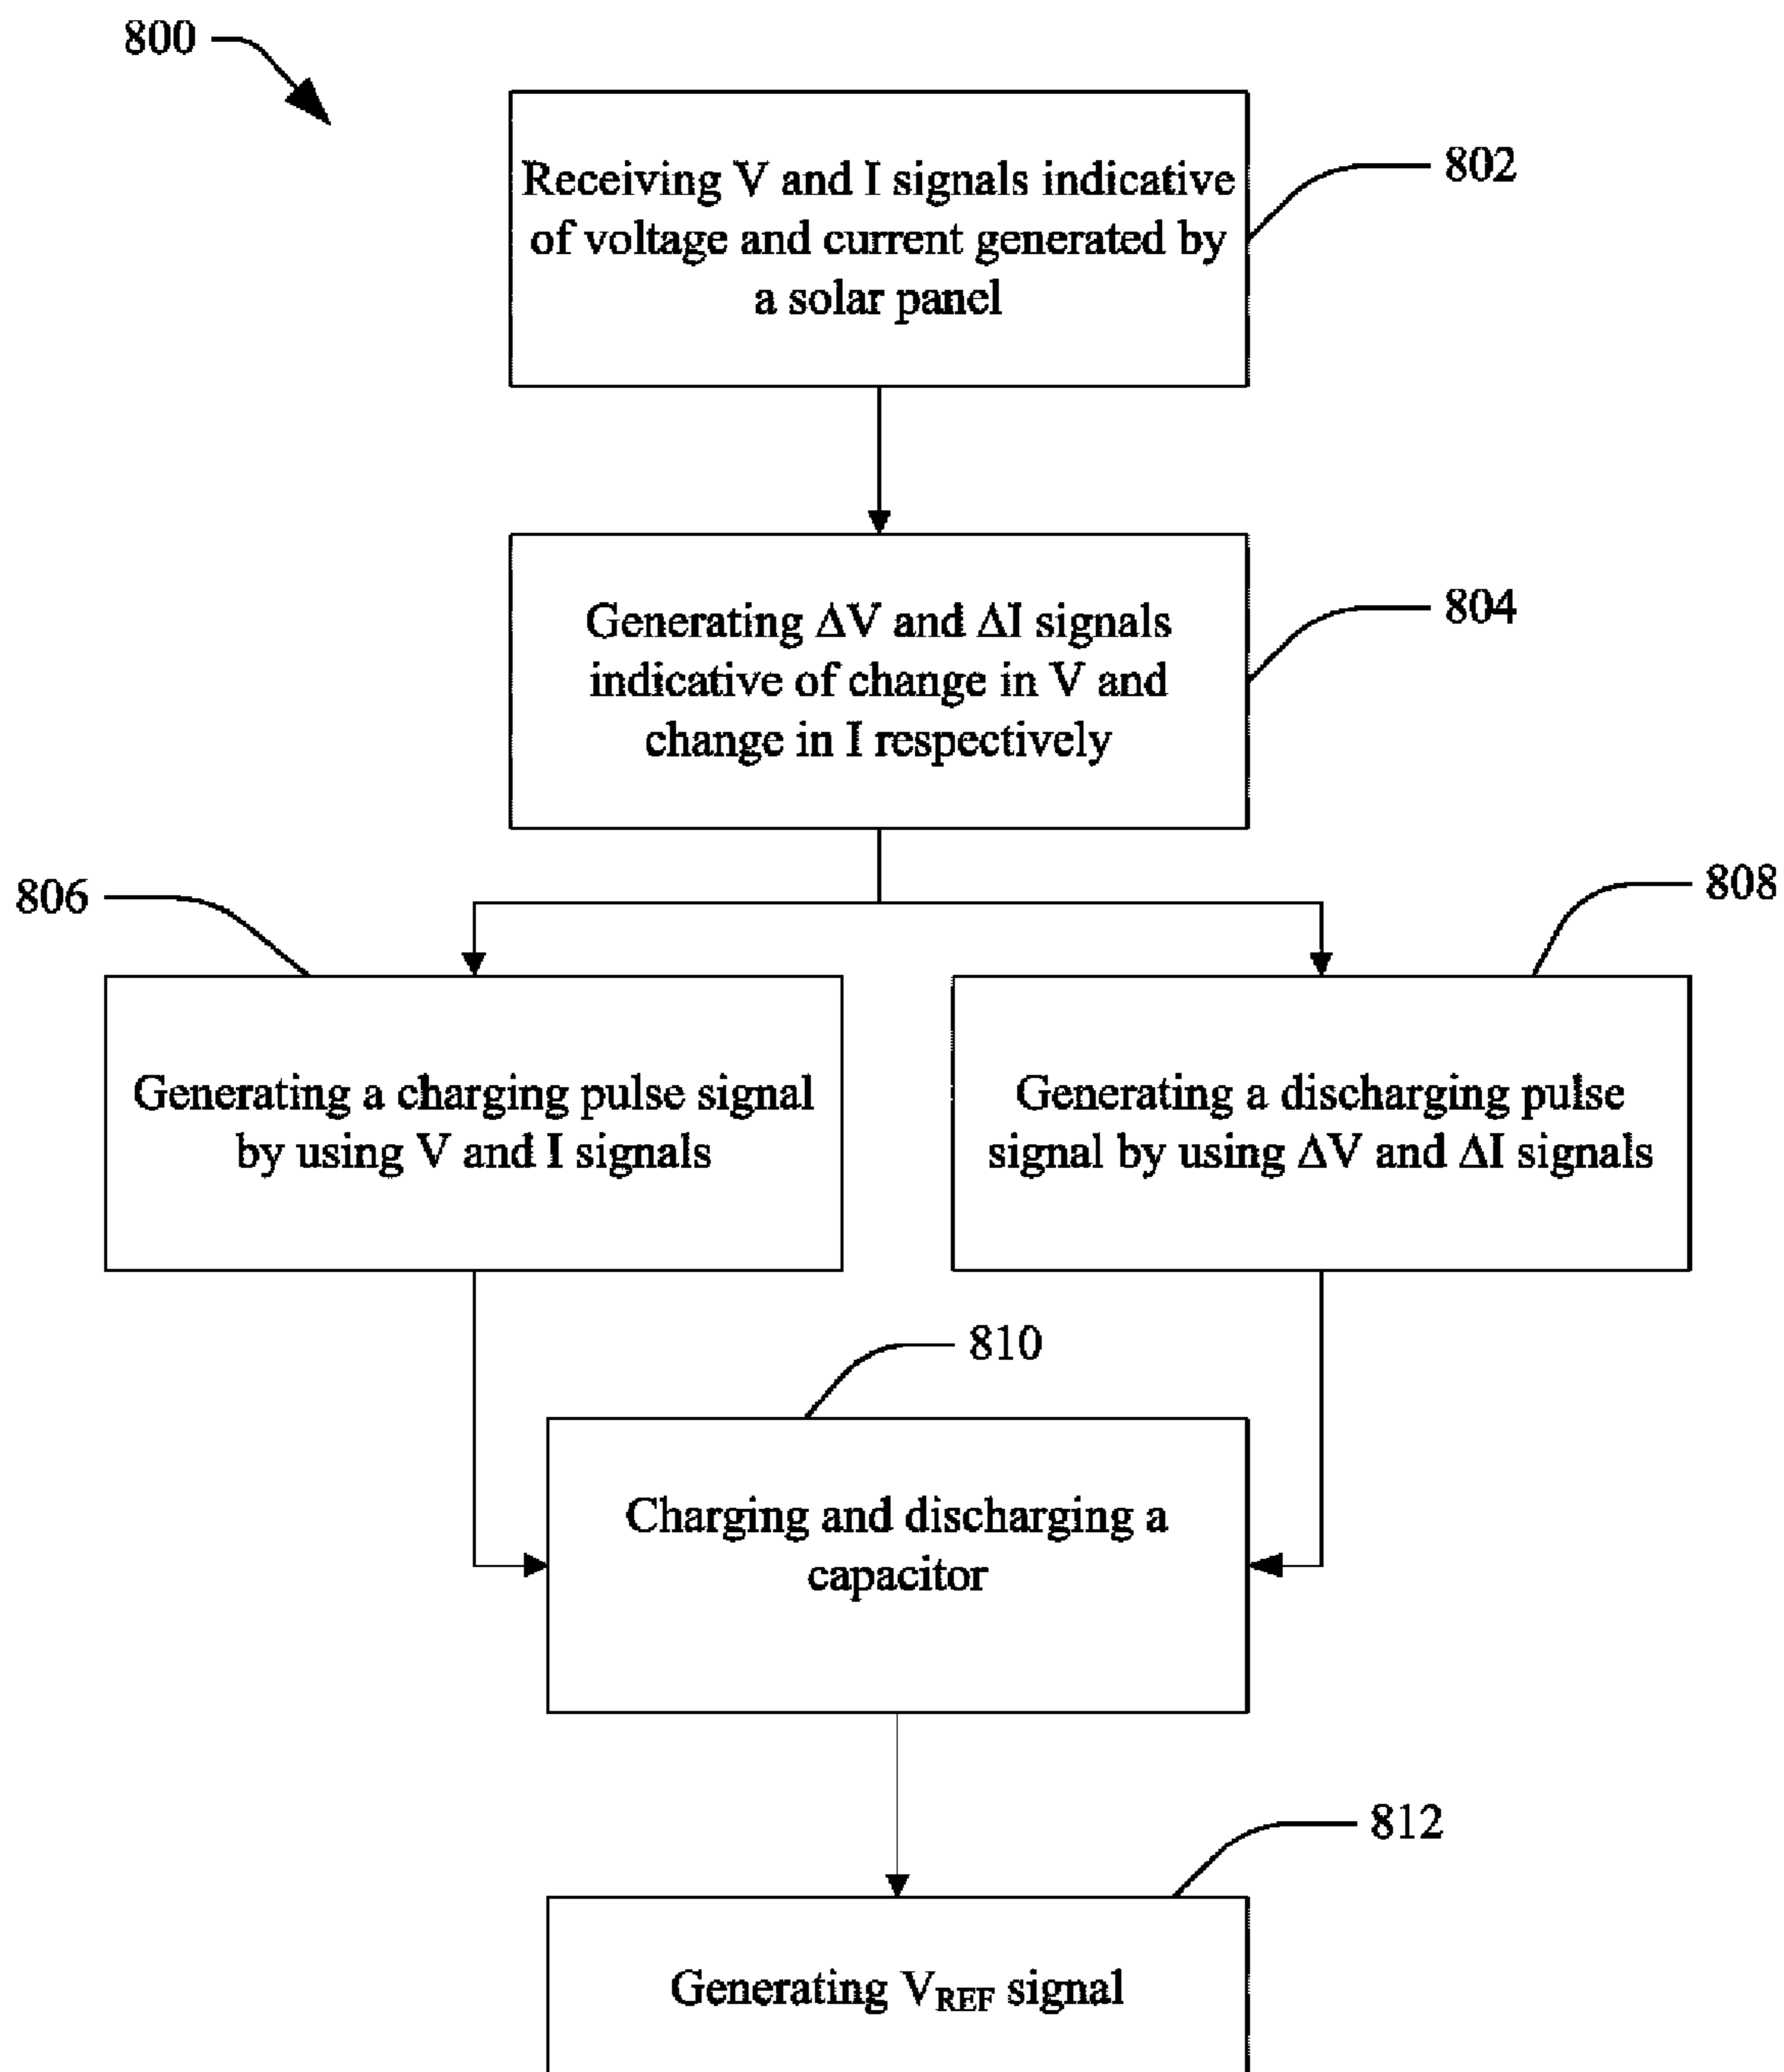 800
Receiving V and I signals indicative
of voltage and current generated by
a solar panel
802
Generating ΔV and ΔI signals
indicative of change in V and
change in I respectively
804
806
808
Generating a charging pulse signal
by using V and I signals
Generating a discharging pulse
signal by using ΔV and ΔI signals
810
Charging and discharging a
capacitor
812
Generating VREF signal